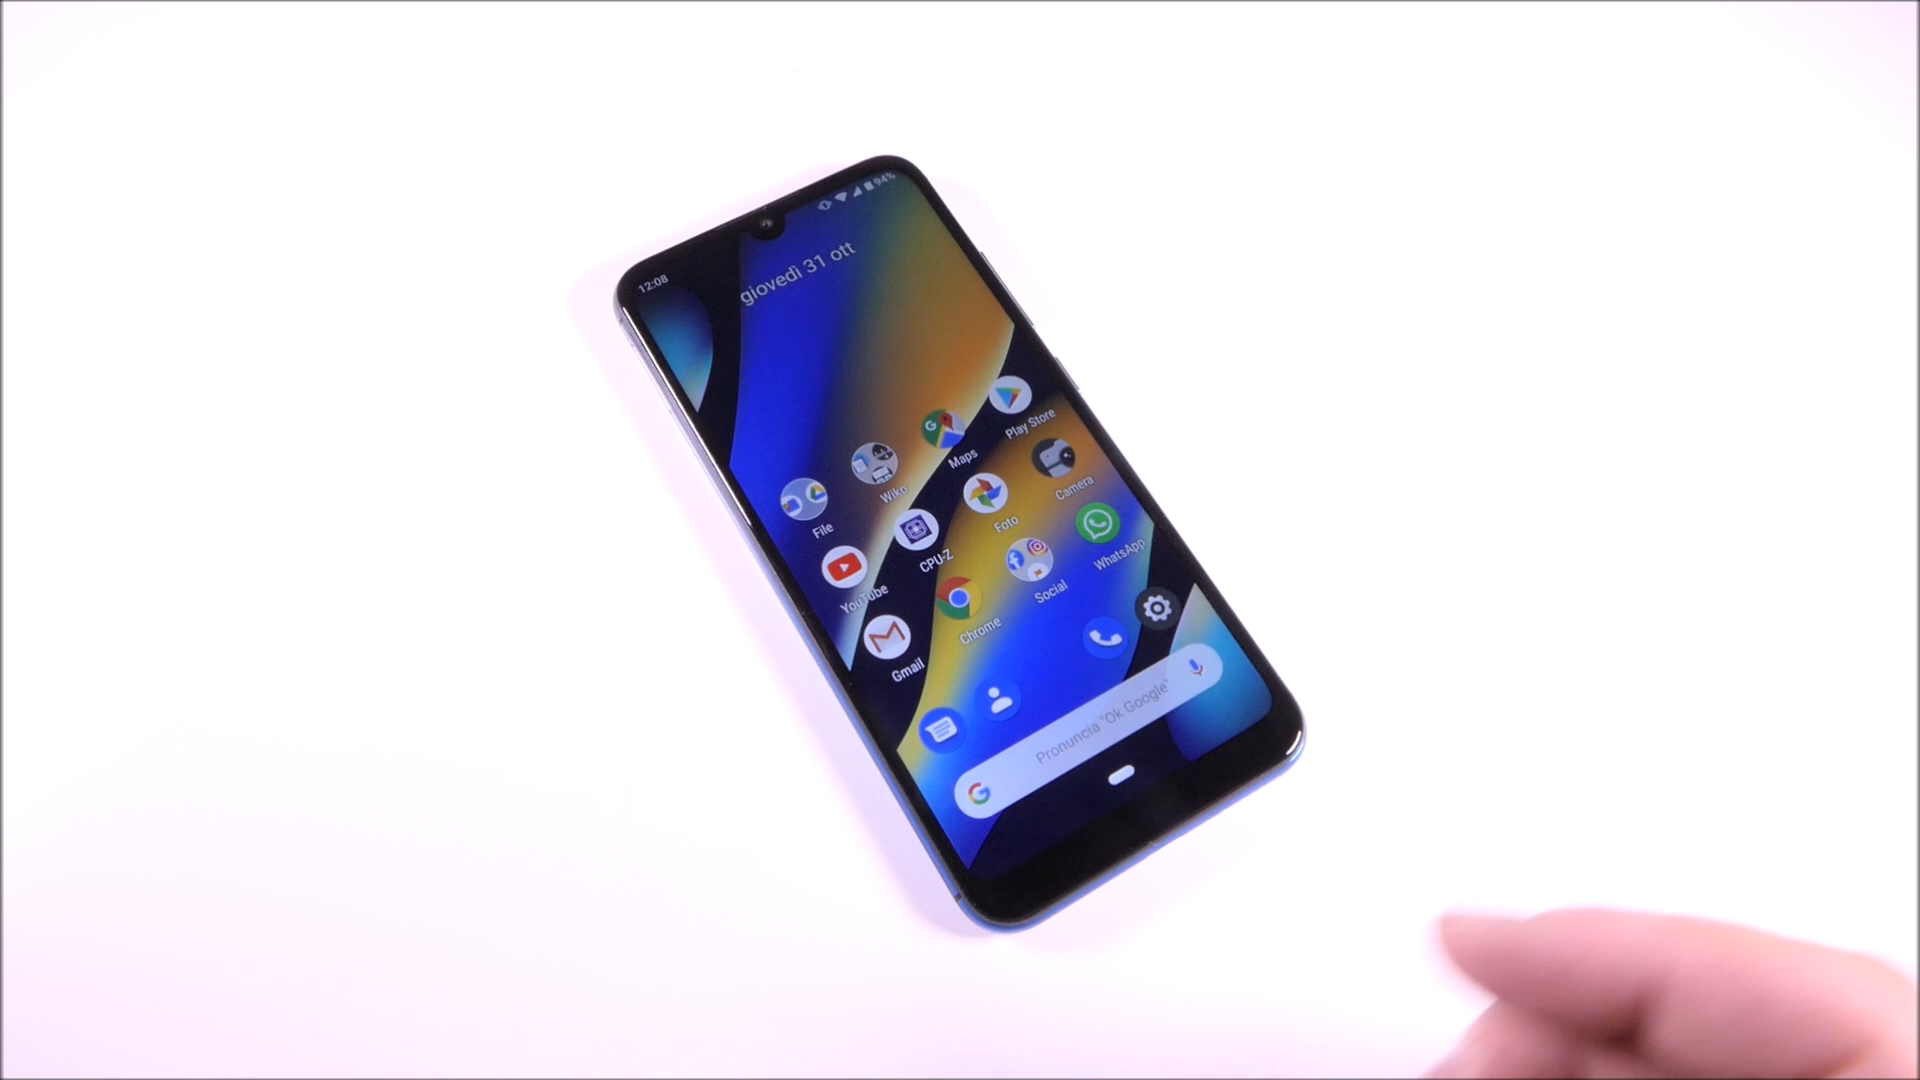 12:08
94%
giovedì 31 ott
File
Wiko
Maps
Play Store
YouTube
CPU-Z
Foto
Camera
Gmail
Chrome
Social
WhatsApp
Pronuncia "Ok Google"